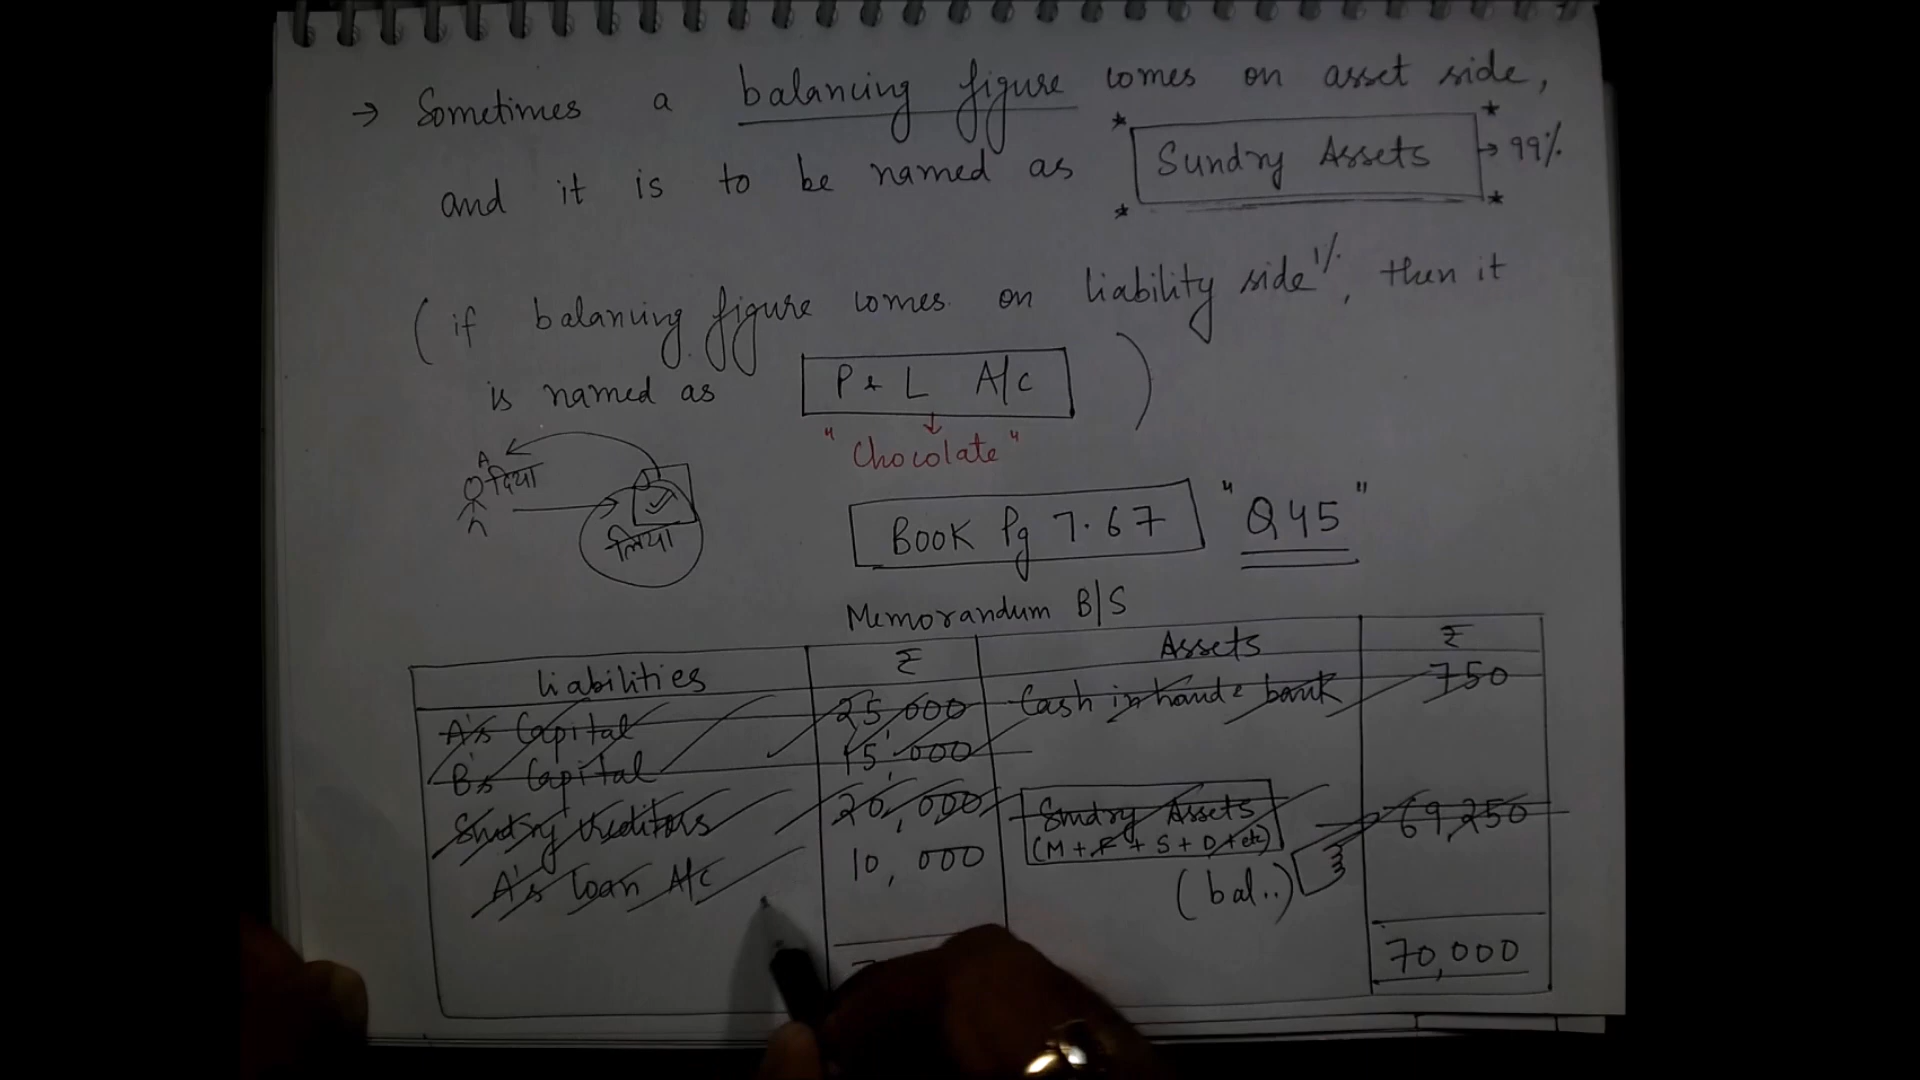 → Sometimes a balancing figure comes on asset side,
and it is to be named as Sundry Assets → 99%
(if balancing figure comes on liability side 1%, then it
is named as P & L A/c)
"Chocolate"
A
दिया
लिया
BOOK Pg 7.67 "Q45"
Memorandum B/S
Liabilities ₹ Assets ₹
A's Capital 25,000 Cash in hand & bank 750
B's Capital 15,000
Sundry Creditors 20,000 Sundry Assets 69,250
(M + F + S + D + etc)
A's Loan A/c 10,000 (bal..)
70,000